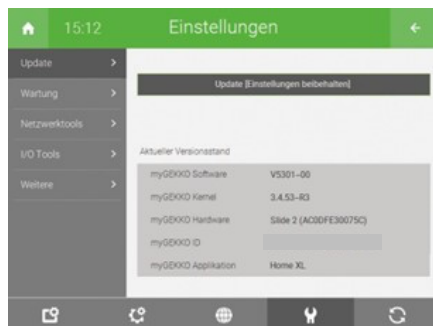 15:12 Einstellungen
Update
Wartung
Netzwerktools
I/O Tools
Weitere
Update [Einstellungen beibehalten]
Aktueller Versionsstand
myGEKKO Software V5301-00
myGEKKO Kernel 3.4.53-R3
myGEKKO Hardware Slide 2 (AC0DFE30075C)
myGEKKO ID
myGEKKO Applikation Home XL